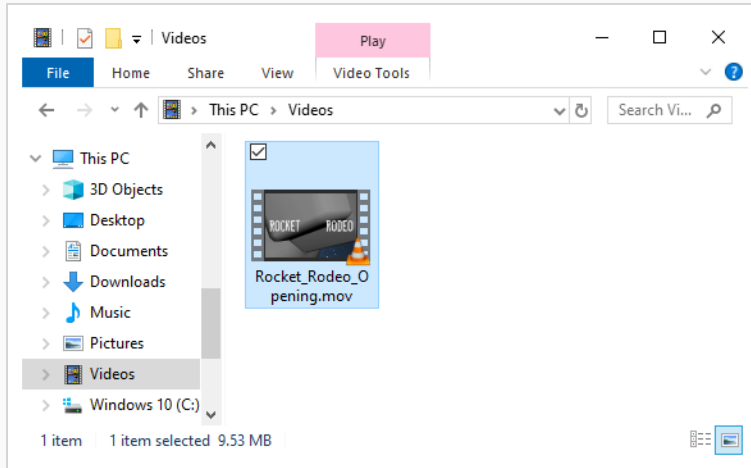 Videos
Play
File
Home
Share
View
Video Tools
?
This PC > Videos
Search Vi...
This PC
3D Objects
Desktop
Documents
Downloads
Music
Pictures
Videos
Windows 10 (C:)
ROCKET RODEO
Rocket_Rodeo_O
pening.mov
1 item
1 item selected 9.53 MB